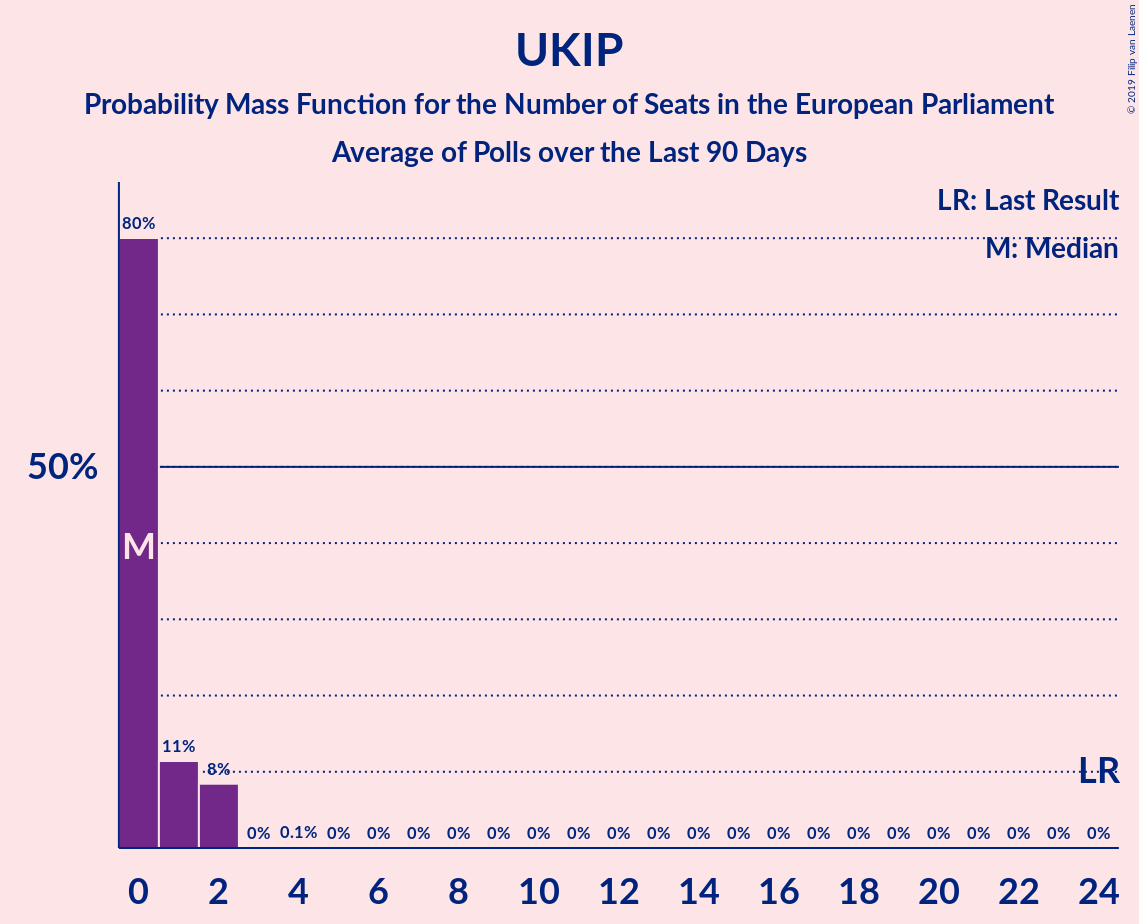 UKIP
Probability Mass Function for the Number of Seats in the European Parliament
Average of Polls over the Last 90 Days
© 2019 Filip van Laenen
LR: Last Result
M: Median
80%
50%
M
11%
8%
LR
0% 0.1% 0% 0% 0% 0% 0% 0% 0% 0% 0% 0% 0% 0% 0% 0% 0% 0% 0% 0% 0% 0%
0 2 4 6 8 10 12 14 16 18 20 22 24